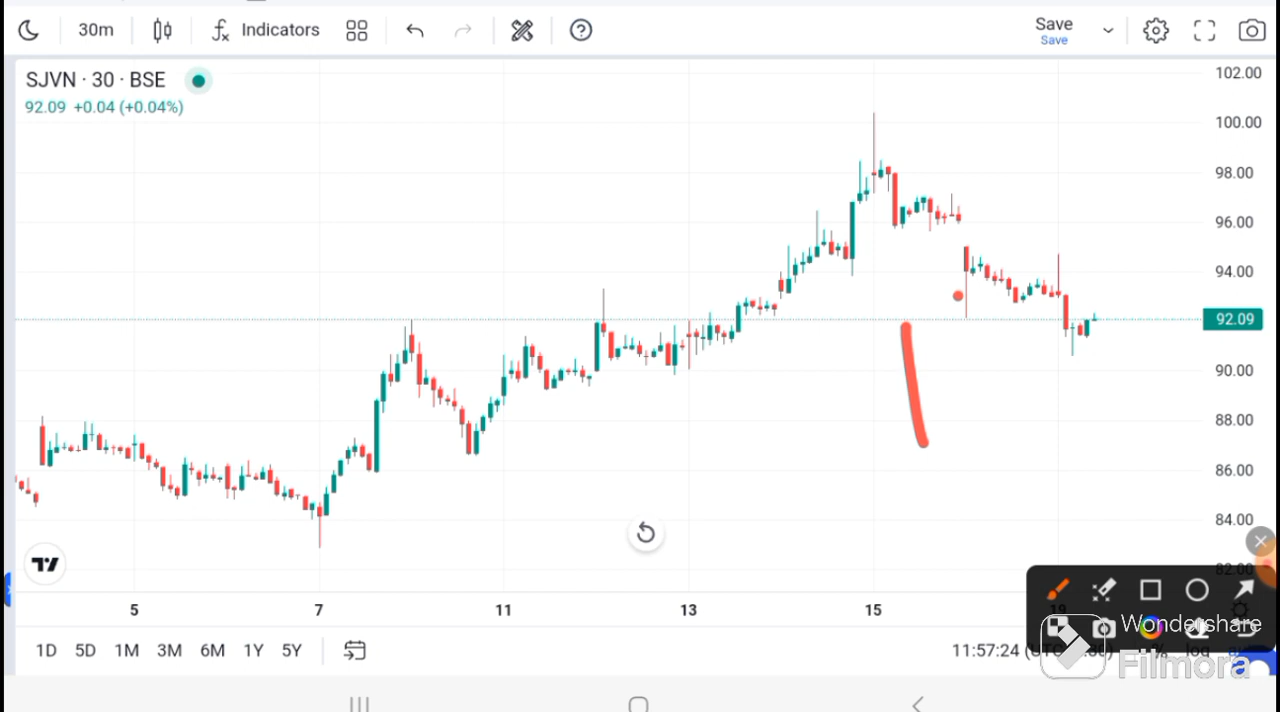 30m Indicators Save
Save
SJVN · 30 · BSE
92.09 +0.04 (+0.04%)
102.00
100.00
98.00
96.00
94.00
92.09
90.00
88.00
86.00
84.00
82.00
5 7 11 13 15 19
1D 5D 1M 3M 6M 1Y 5Y
11:57:24 (UTC
% log
Wondershare
Filmora